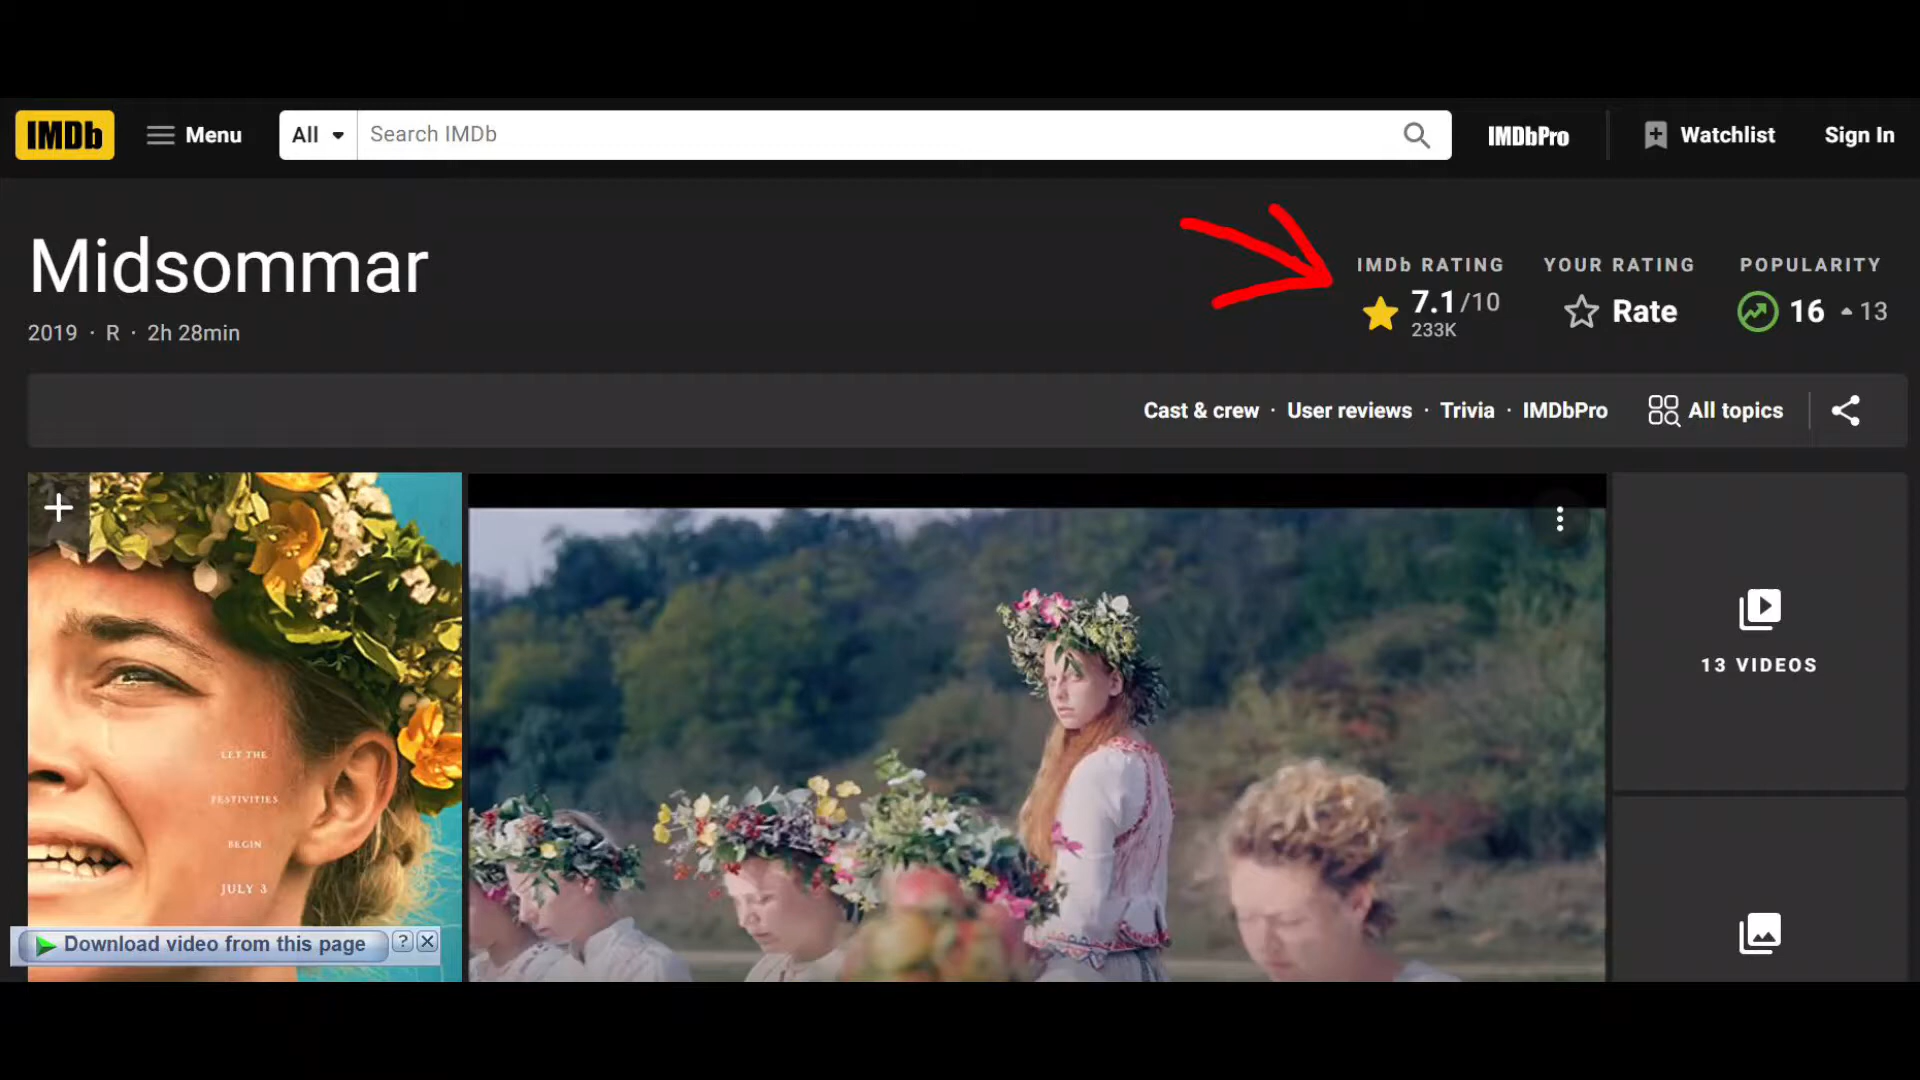 IMDb
Menu
All
Search IMDb
IMDbPro
Watchlist
Sign In
Midsommar
2019 · R · 2h 28min
IMDb RATING
7.1/10
233K
YOUR RATING
Rate
POPULARITY
16
13
Cast & crew · User reviews · Trivia · IMDbPro
All topics
LET THE
FESTIVITIES
BEGIN
JULY 3
13 VIDEOS
Download video from this page
?